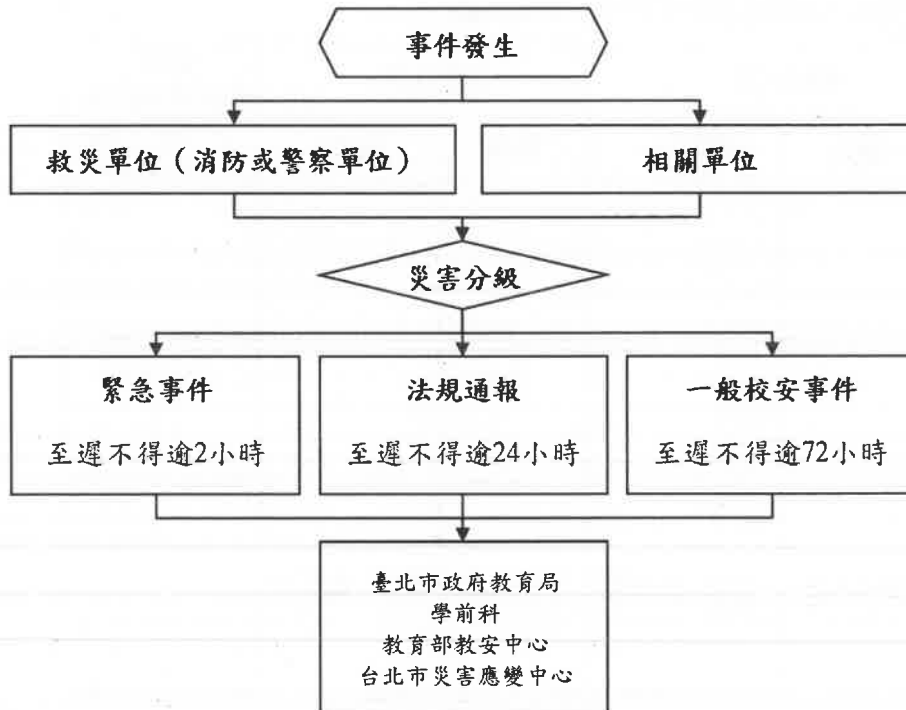 事件發生
救災單位（消防或警察單位）
相關單位
災害分級
緊急事件
至遲不得逾2小時
法規通報
至遲不得逾24小時
一般校安事件
至遲不得逾72小時
臺北市政府教育局
學前科
教育部教安中心
台北市災害應變中心